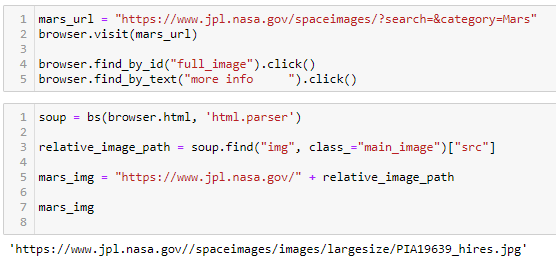 1 mars_url = "https://www.jpl.nasa.gov/spaceimages/?search=&category=Mars"
2 browser.visit(mars_url)
3
4 browser.find_by_id("full_image").click()
5 browser.find_by_text("more info     ").click()
1 soup = bs(browser.html, 'html.parser')
2
3 relative_image_path = soup.find("img", class_="main_image")["src"]
4
5 mars_img = "https://www.jpl.nasa.gov/" + relative_image_path
6
7 mars_img
8
'https://www.jpl.nasa.gov//spaceimages/images/largesize/PIA19639_hires.jpg'